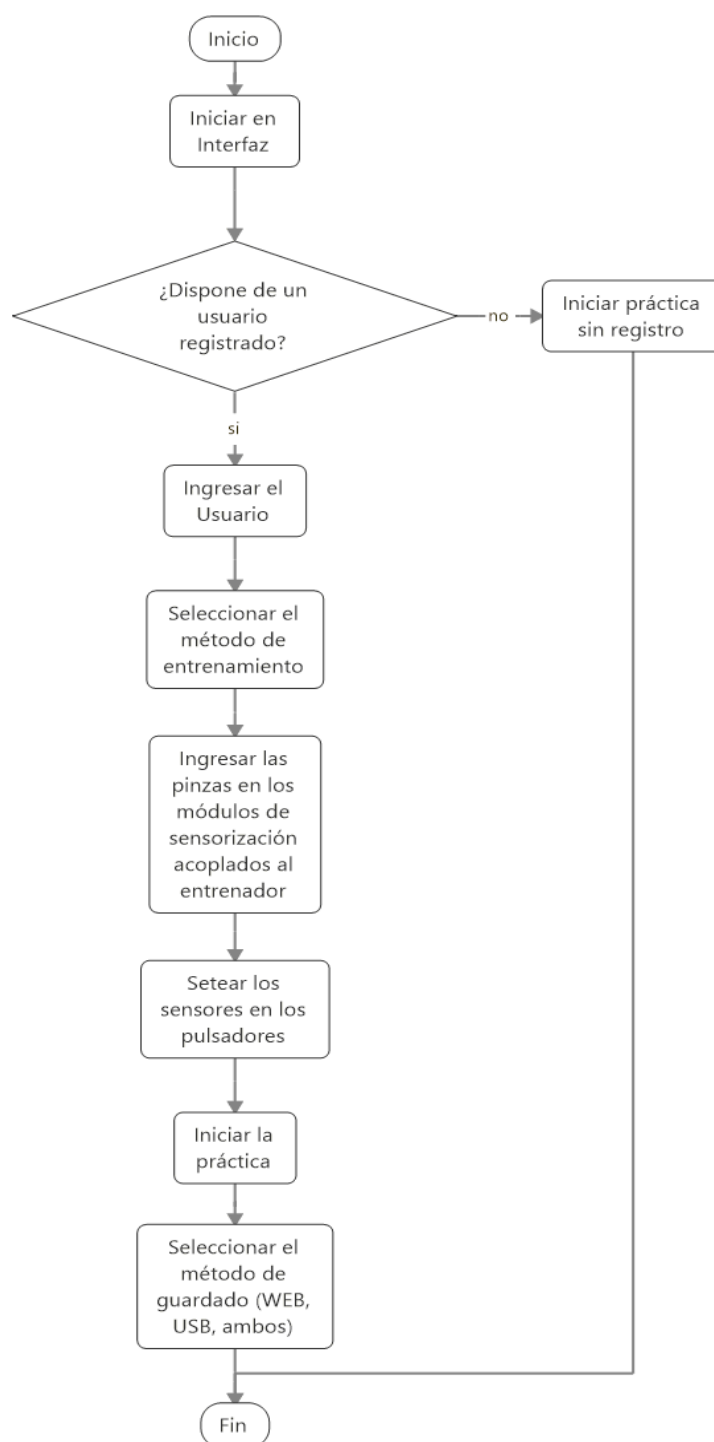 Inicio
Iniciar en
Interfaz
¿Dispone de un
usuario
registrado?
no
Iniciar práctica
sin registro
si
Ingresar el
Usuario
Seleccionar el
método de
entrenamiento
Ingresar las
pinzas en los
módulos de
sensorización
acoplados al
entrenador
Setear los
sensores en los
pulsadores
Iniciar la
práctica
Seleccionar el
método de
guardado (WEB,
USB, ambos)
Fin